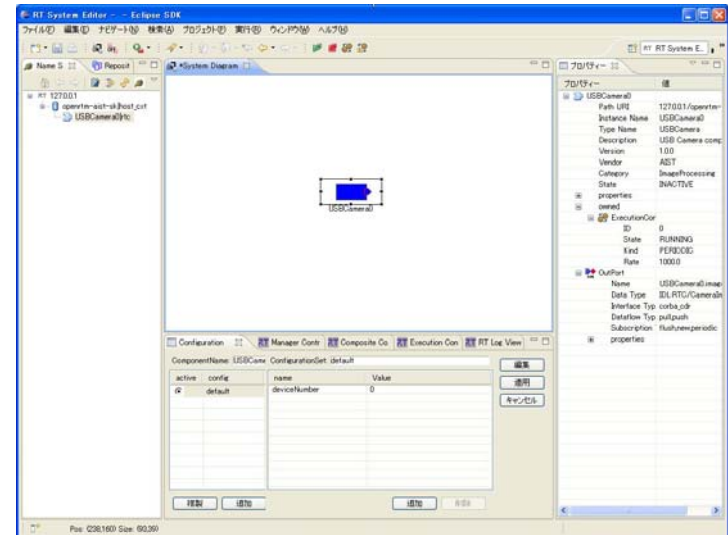 RT System Editor - - Eclipse SDK
ファイル(F) 編集(E) ナビゲート(N) 検索(A) プロジェクト(P) 実行(R) ウィンドウ(W) ヘルプ(H)
RT System E...
Name S
Reposit
*System Diagram
プロパティー
RT 127.0.0.1
openrtm-aist-sk|host_cxt
USBCamera0|rtc
USBCamera0
プロパティー 値
USBCamera0
Path URI 127.0.0.1/openrtm-
Instance Name USBCamera0
Type Name USBCamera
Description USB Camera comp
Version 1.0.0
Vendor AIST
Category ImageProcessing
State INACTIVE
properties
owned
ExecutionCon
ID 0
State RUNNING
Kind PERIODIC
Rate 1000.0
OutPort
Name USBCamera0.image
Data Type IDL:RTC/CameraIm
Interface Typ corba_cdr
Dataflow Typ pull,push
Subscription flush,new,periodic
properties
Configuration
Manager Contr
Composite Co
Execution Con
RT Log View
ComponentName: USBCame ConfigurationSet: default
編集
適用
キャンセル
active config
default
name Value
deviceNumber 0
複製 追加
追加 削除
Pos: (238,160) Size: (90,39)